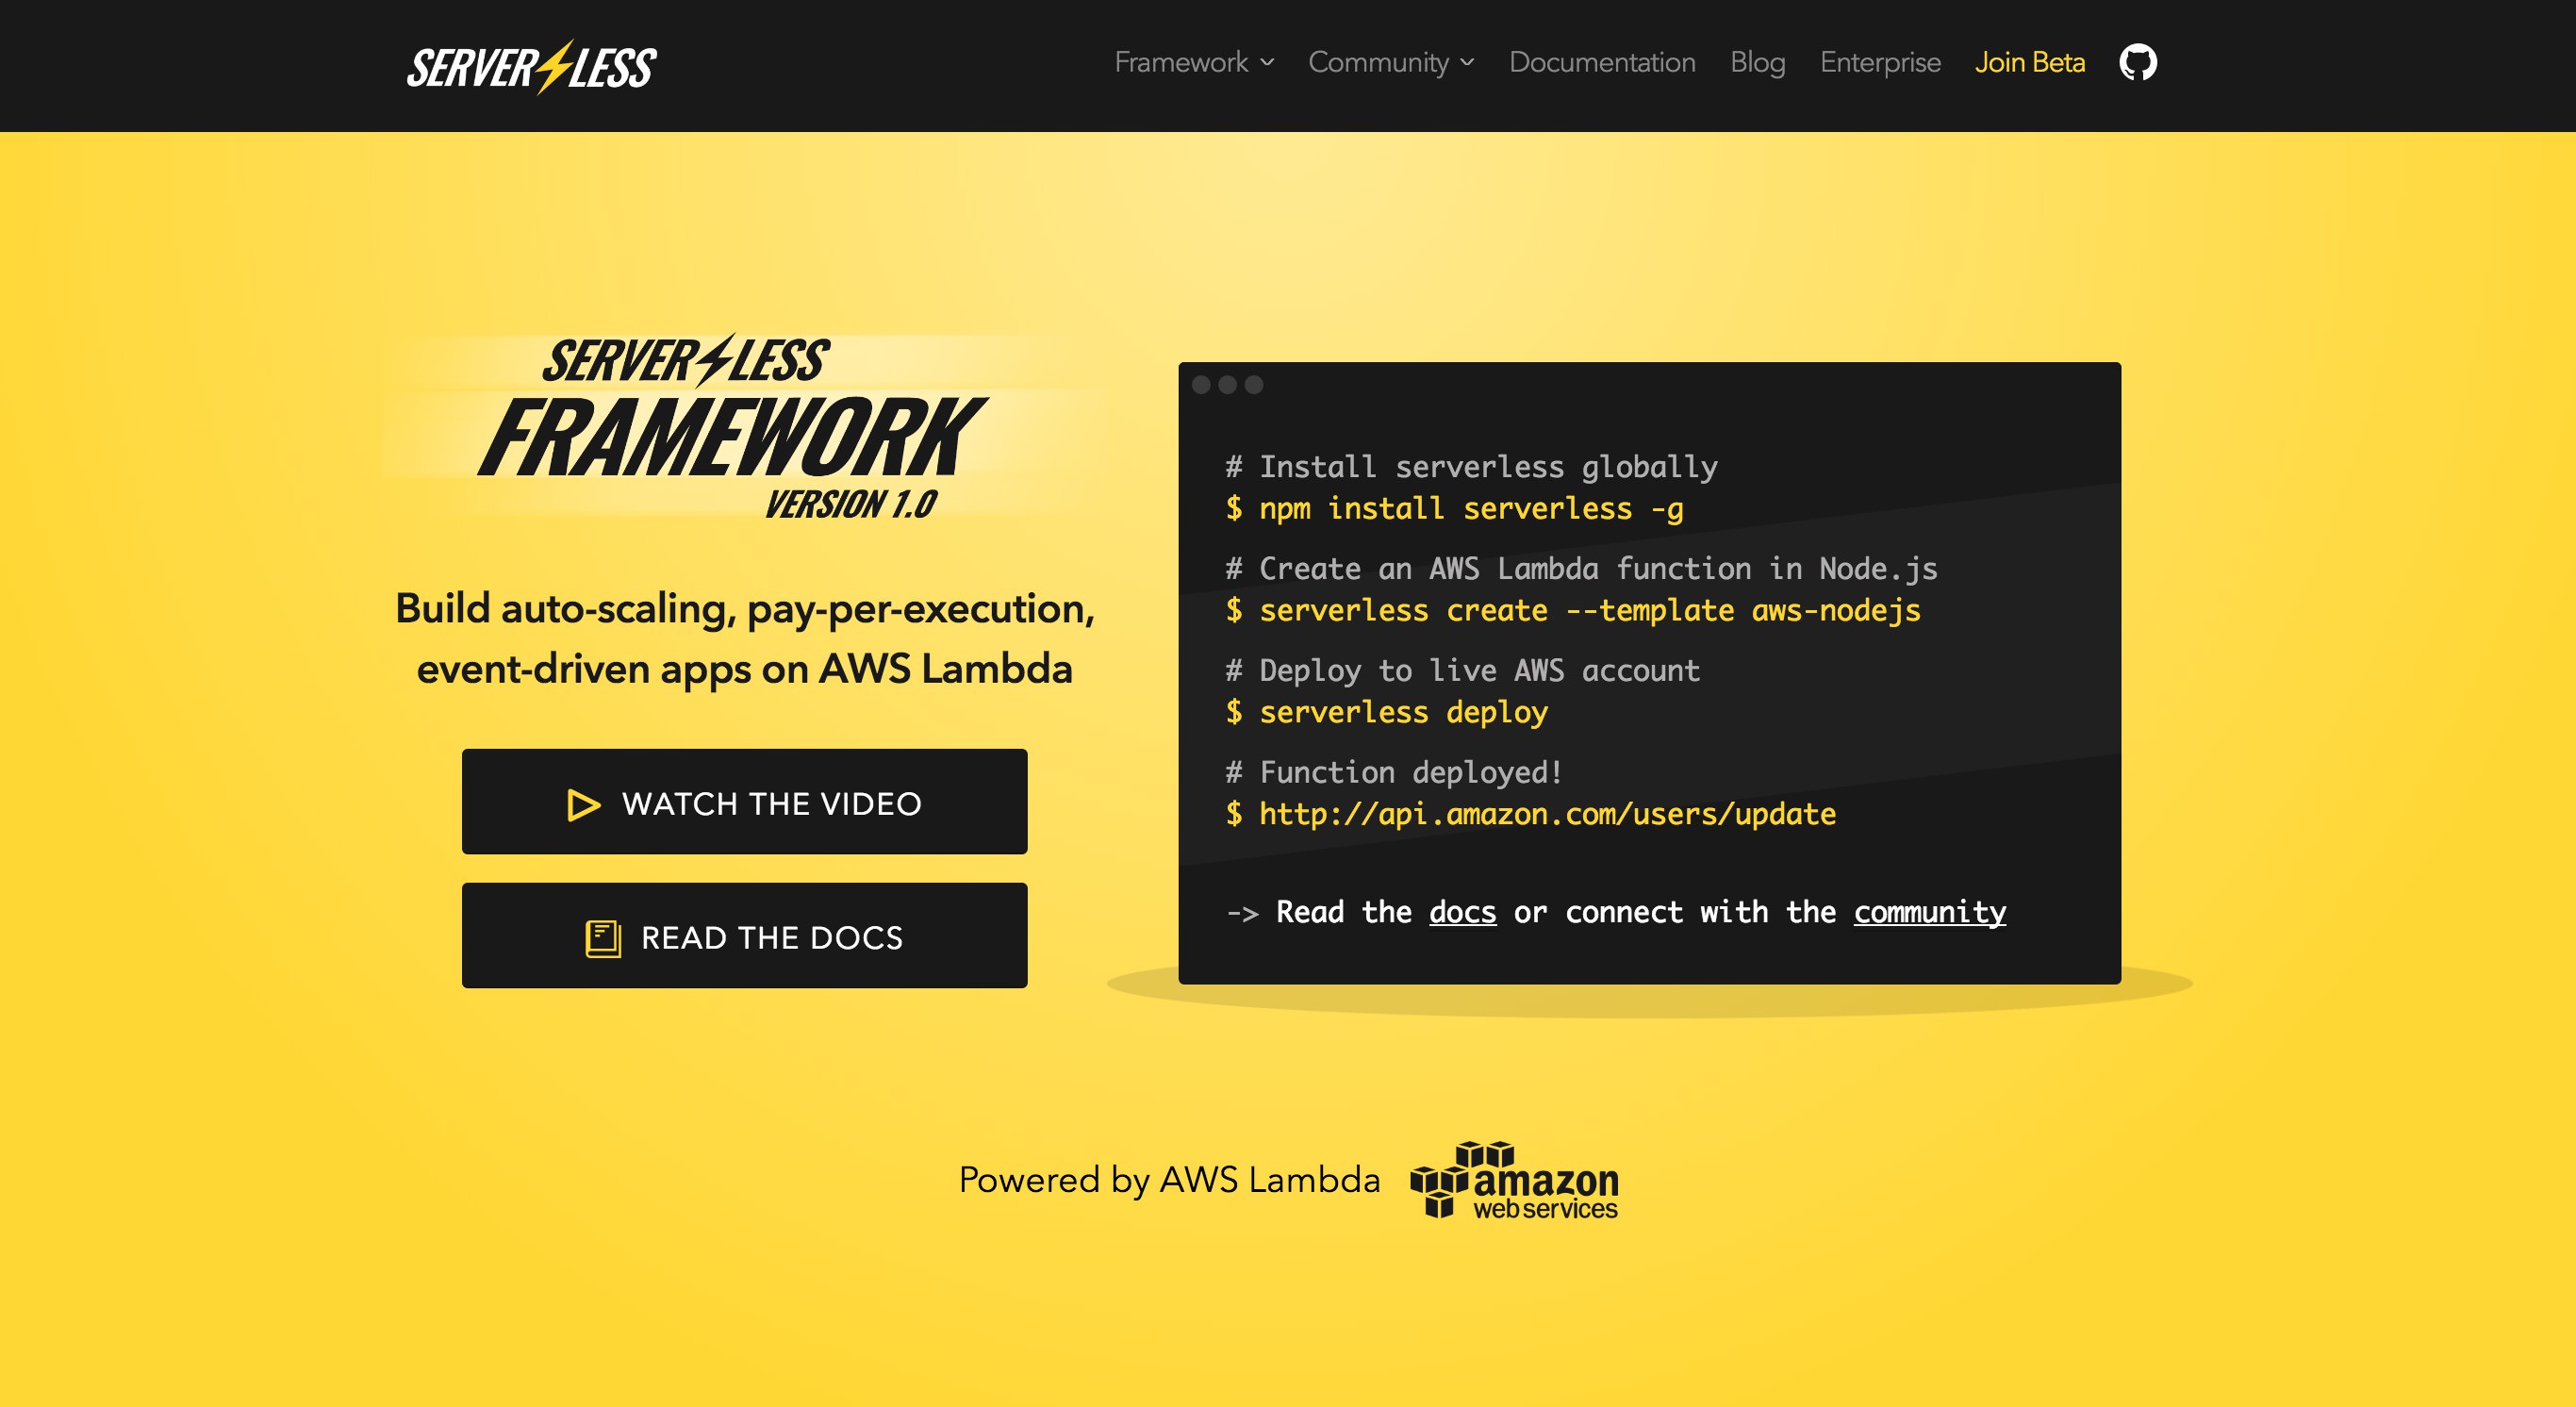 SERVERLESS
Framework
Community
Documentation
Blog
Enterprise
Join Beta
SERVERLESS
FRAMEWORK
VERSION 1.0
Build auto-scaling, pay-per-execution,
event-driven apps on AWS Lambda
WATCH THE VIDEO
READ THE DOCS
# Install serverless globally
$ npm install serverless -g
# Create an AWS Lambda function in Node.js
$ serverless create --template aws-nodejs
# Deploy to live AWS account
$ serverless deploy
# Function deployed!
$ http://api.amazon.com/users/update
-> Read the docs or connect with the community
Powered by AWS Lambda
amazon
web services